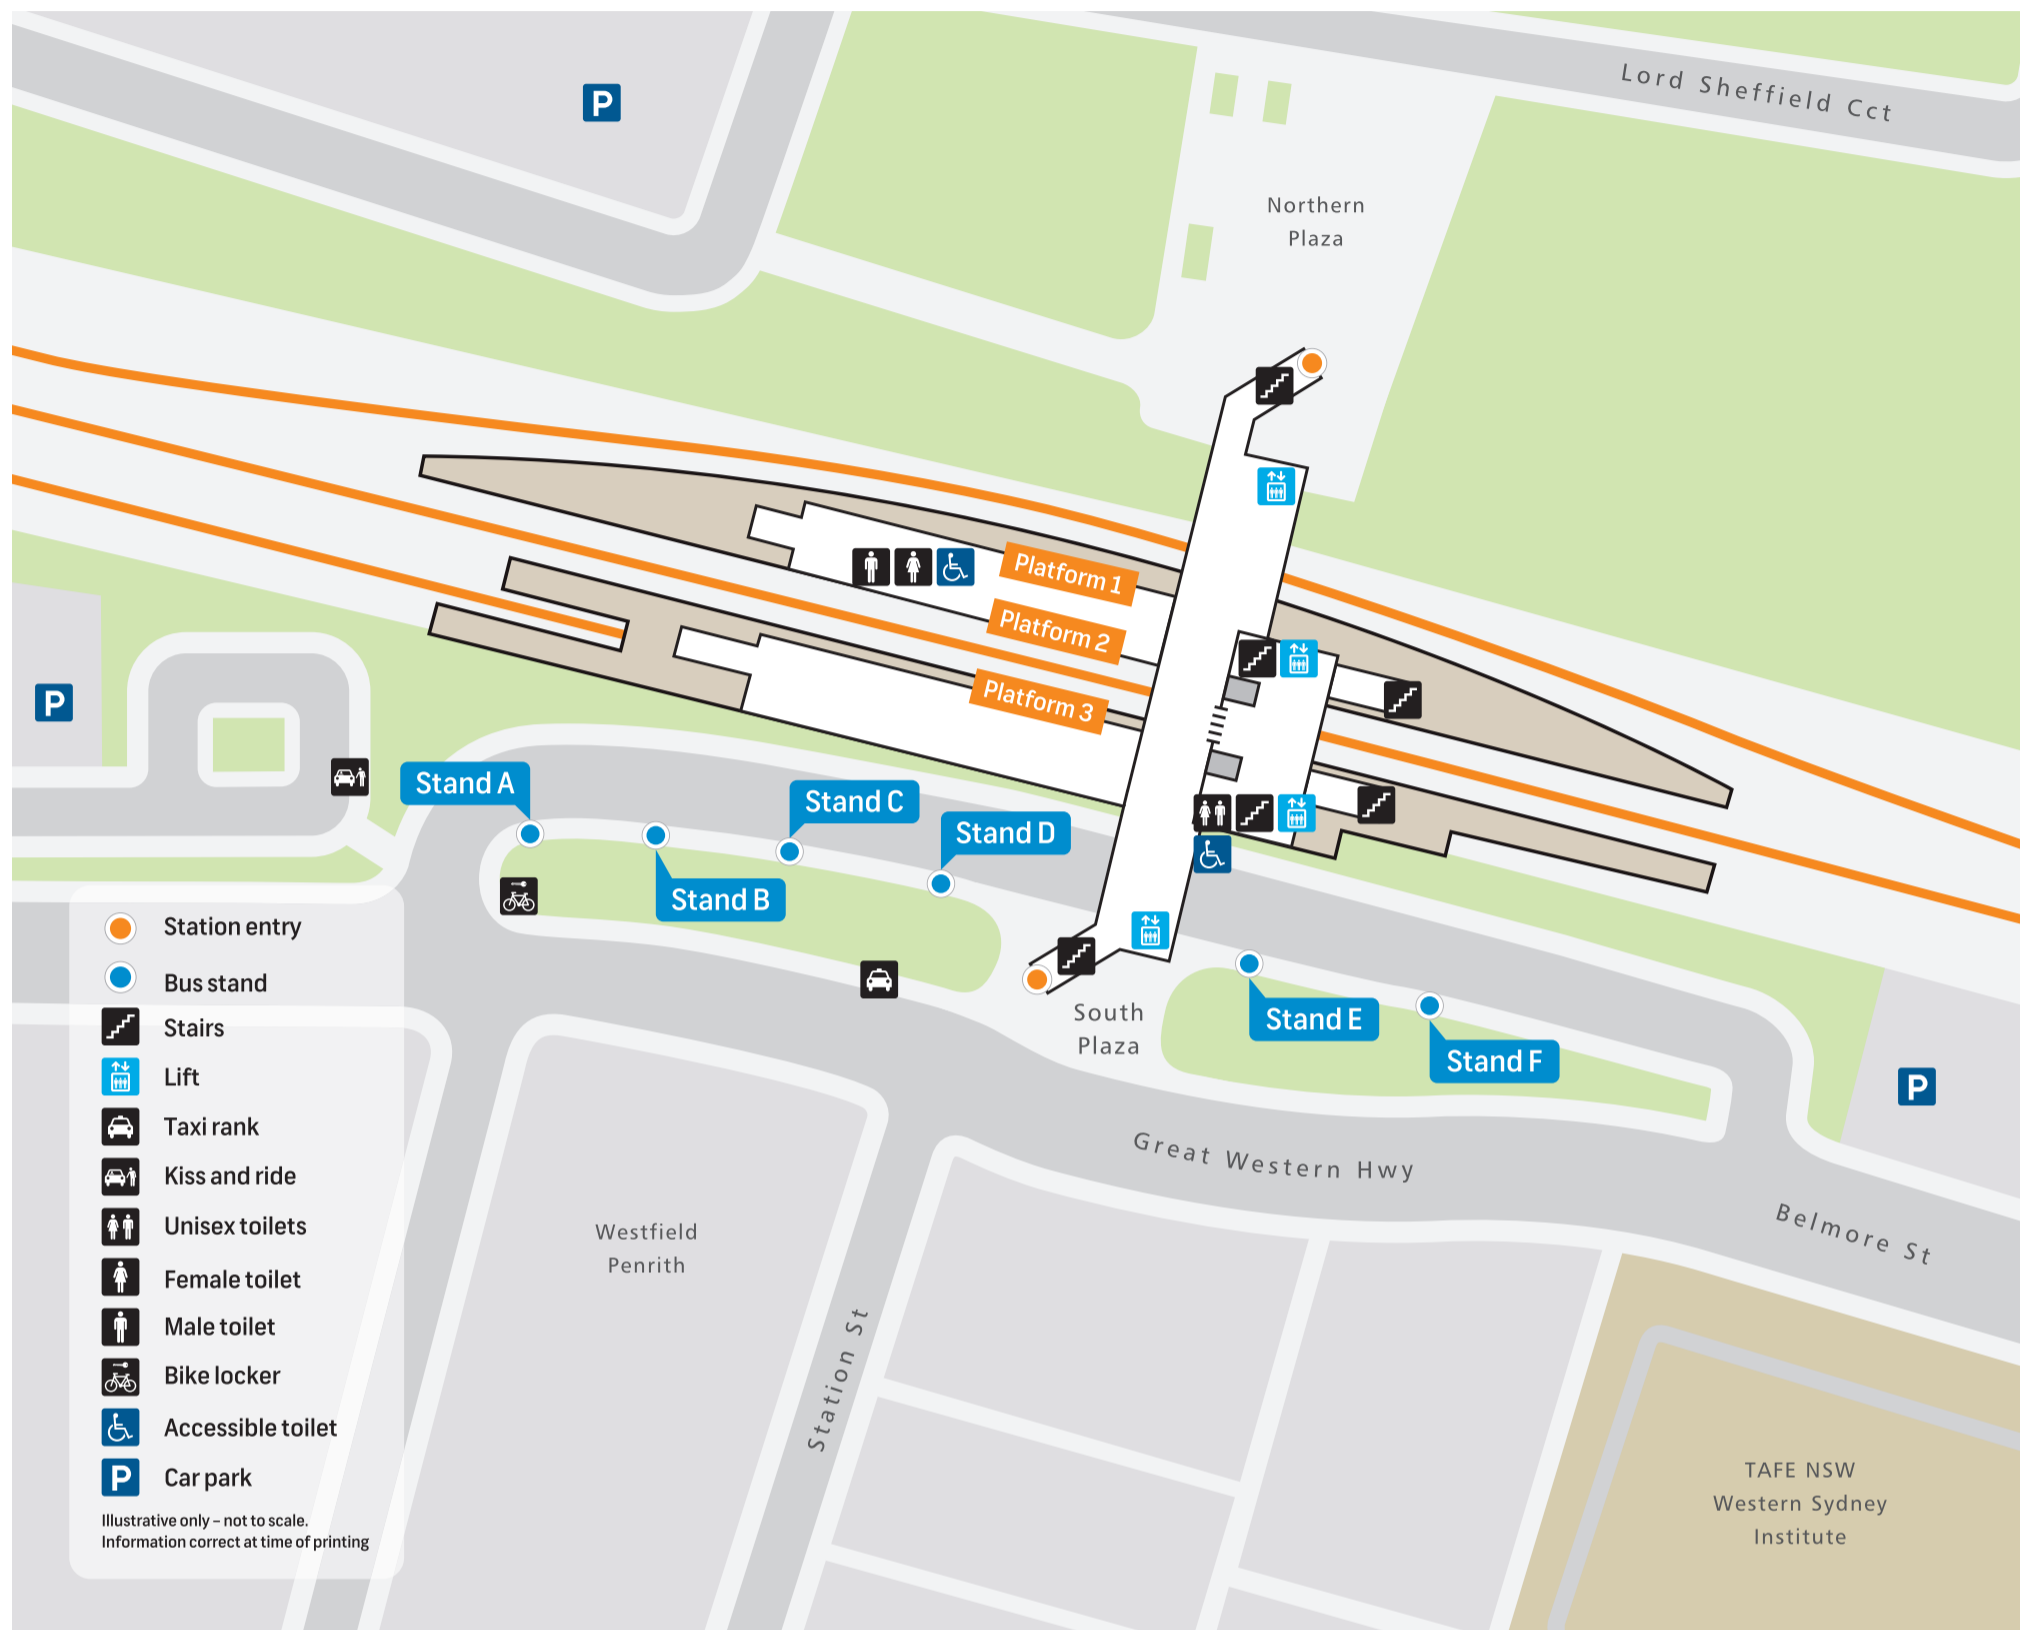 Lord Sheffield Cct
P
Northern
Plaza
Platform 1
Platform 2
Platform 3
P
Stand A
Stand C
Stand D
Stand B
Stand E
Stand F
South
Plaza
P
Great Western Hwy
Belmore St
Westfield
Penrith
Station St
TAFE NSW
Western Sydney
Institute
Station entry
Bus stand
Stairs
Lift
Taxi rank
Kiss and ride
Unisex toilets
Female toilet
Male toilet
Bike locker
Accessible toilet
P Car park
Illustrative only – not to scale.
Information correct at time of printing